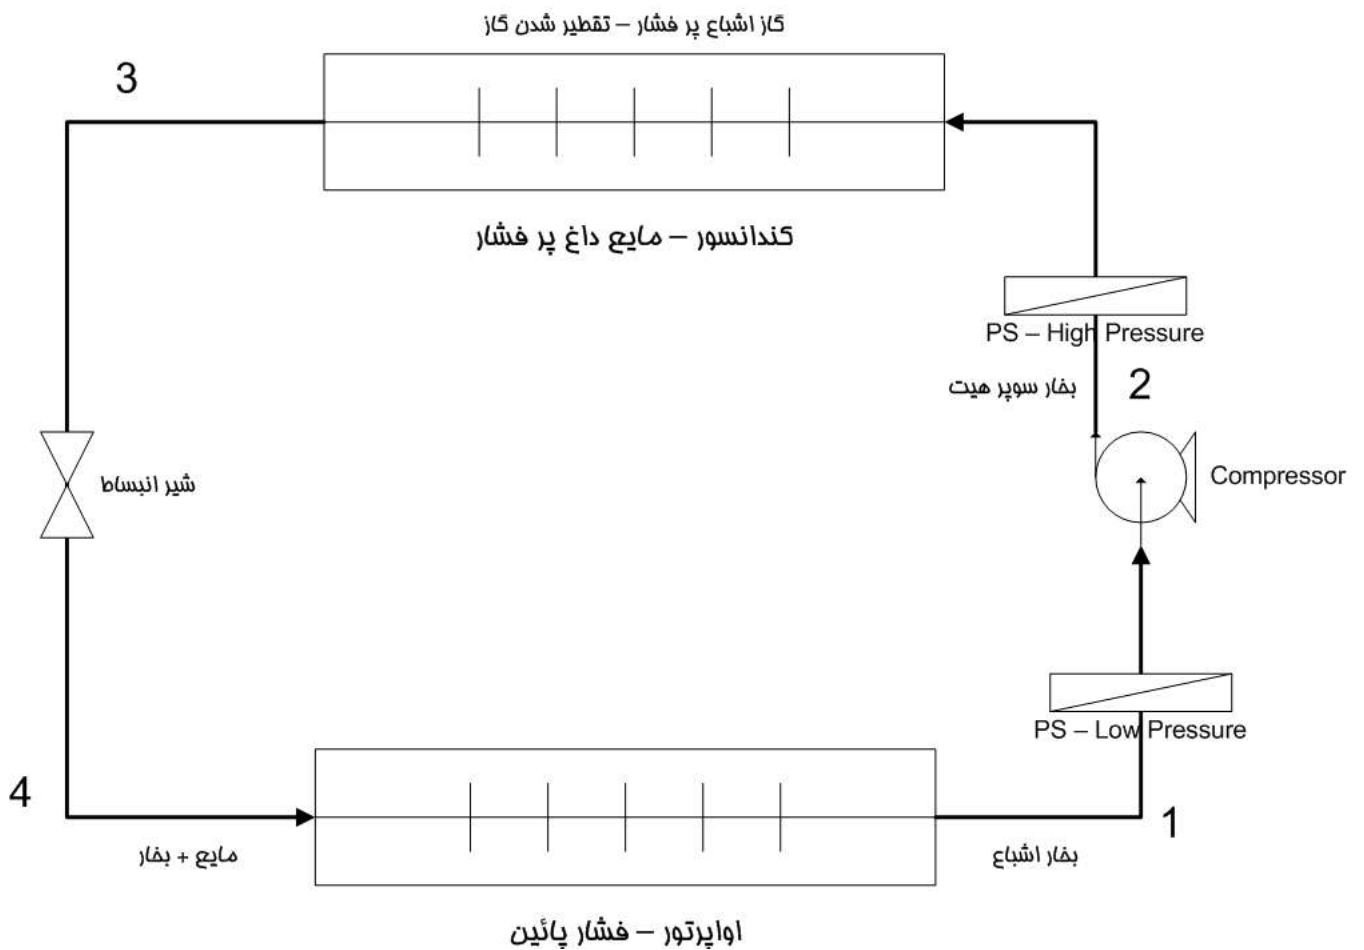 گاز اشباع پر فشار – تقطیر شدن گاز
3
کندانسور – مایع داغ پر فشار
PS – High Pressure
بخار سوپر هیت
2
شیر انبساط
Compressor
PS – Low Pressure
4
1
مایع + بخار
بخار اشباع
اواپرتور – فشار پائین